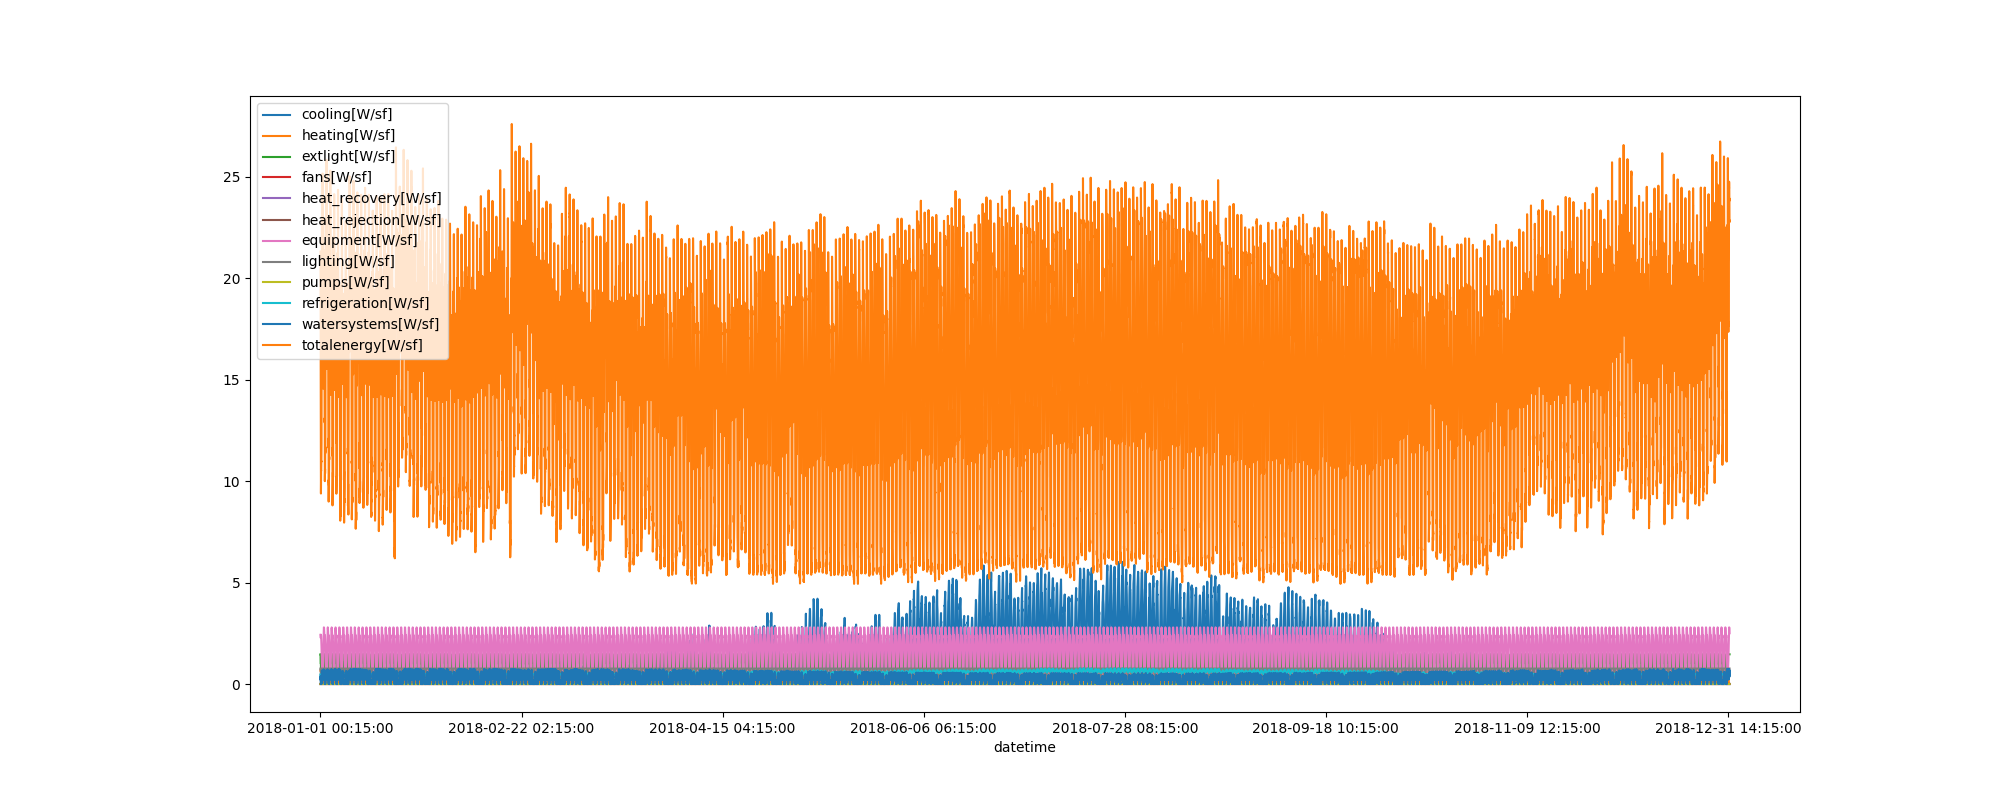 cooling[W/sf]
heating[W/sf]
extlight[W/sf]
fans[W/sf]
heat_recovery[W/sf]
heat_rejection[W/sf]
equipment[W/sf]
lighting[W/sf]
pumps[W/sf]
refrigeration[W/sf]
watersystems[W/sf]
totalenergy[W/sf]
25
20
15
10
5
0
2018-01-01 00:15:00
2018-02-22 02:15:00
2018-04-15 04:15:00
2018-06-06 06:15:00
2018-07-28 08:15:00
2018-09-18 10:15:00
2018-11-09 12:15:00
2018-12-31 14:15:00
datetime